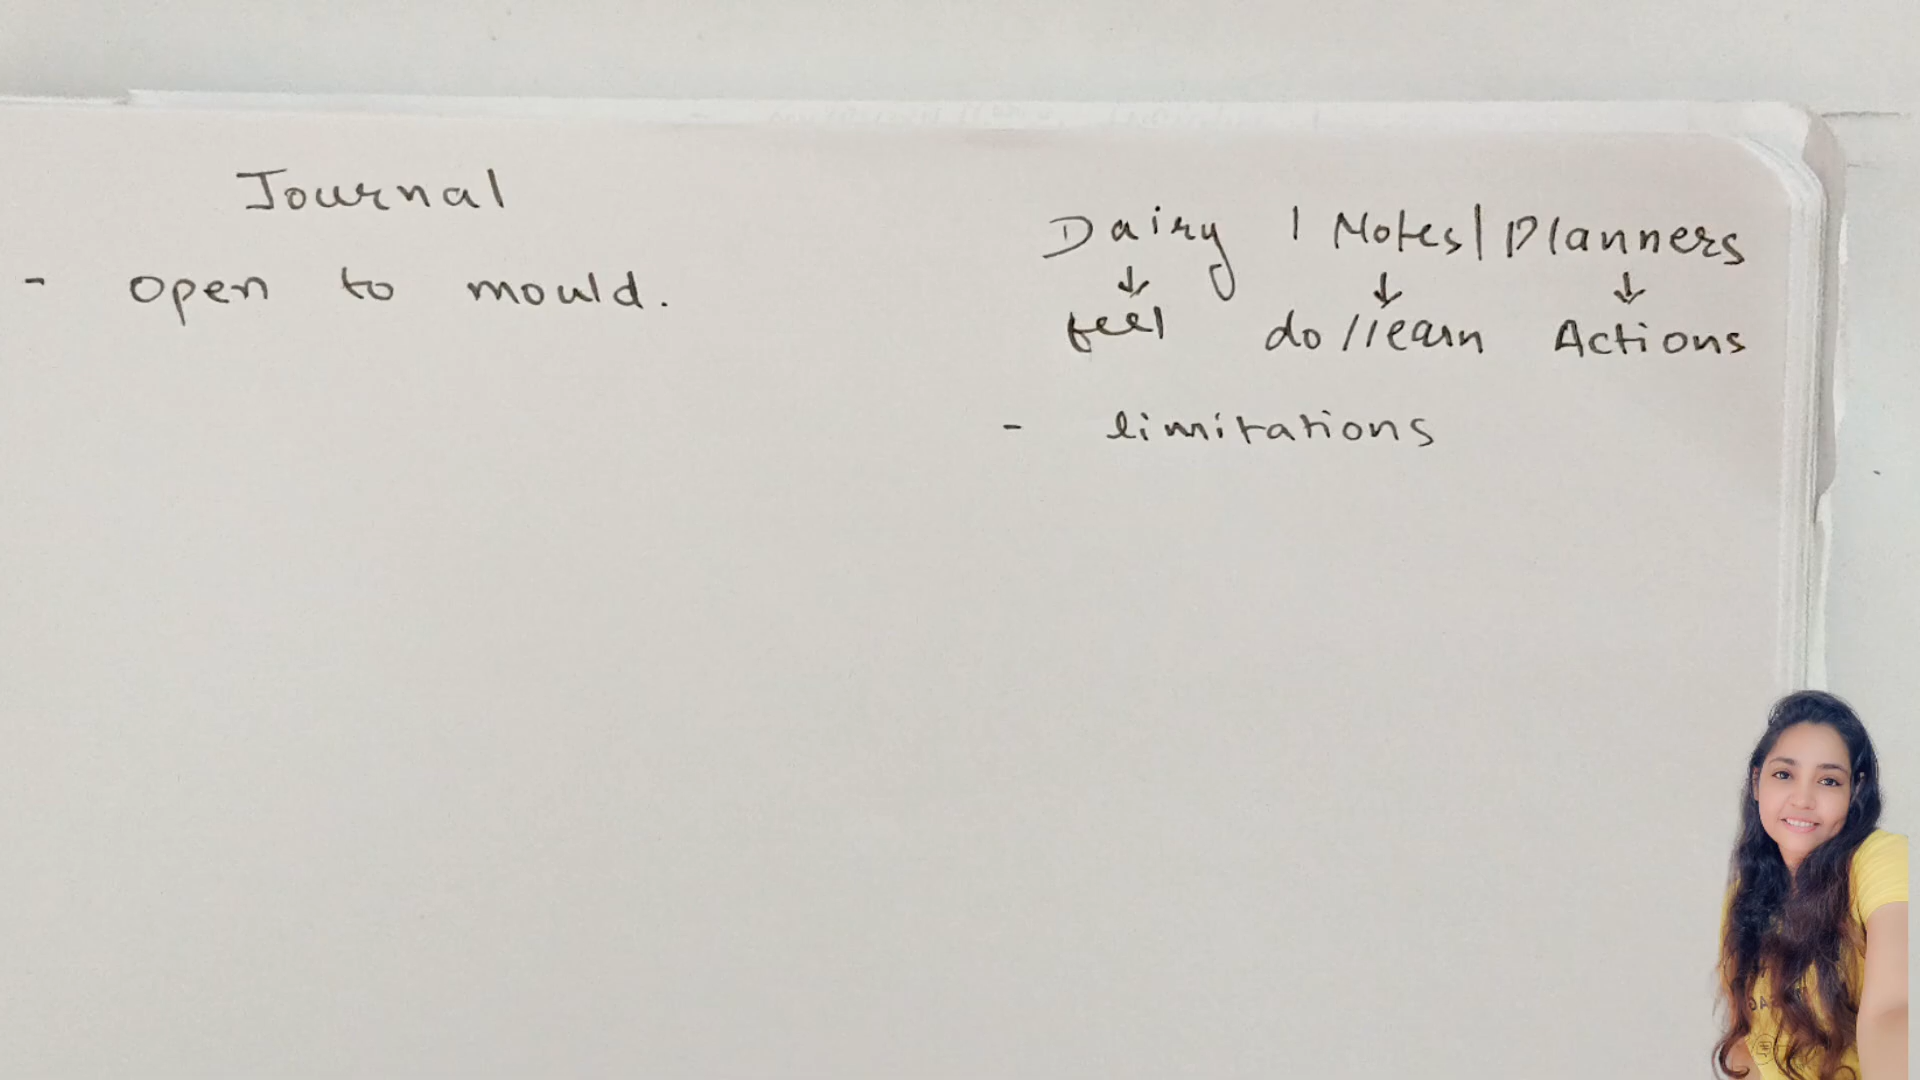 Journal
- open to mould.
Dairy | Notes | Planners
↓ ↓ ↓
feel do/learn Actions
- limitations